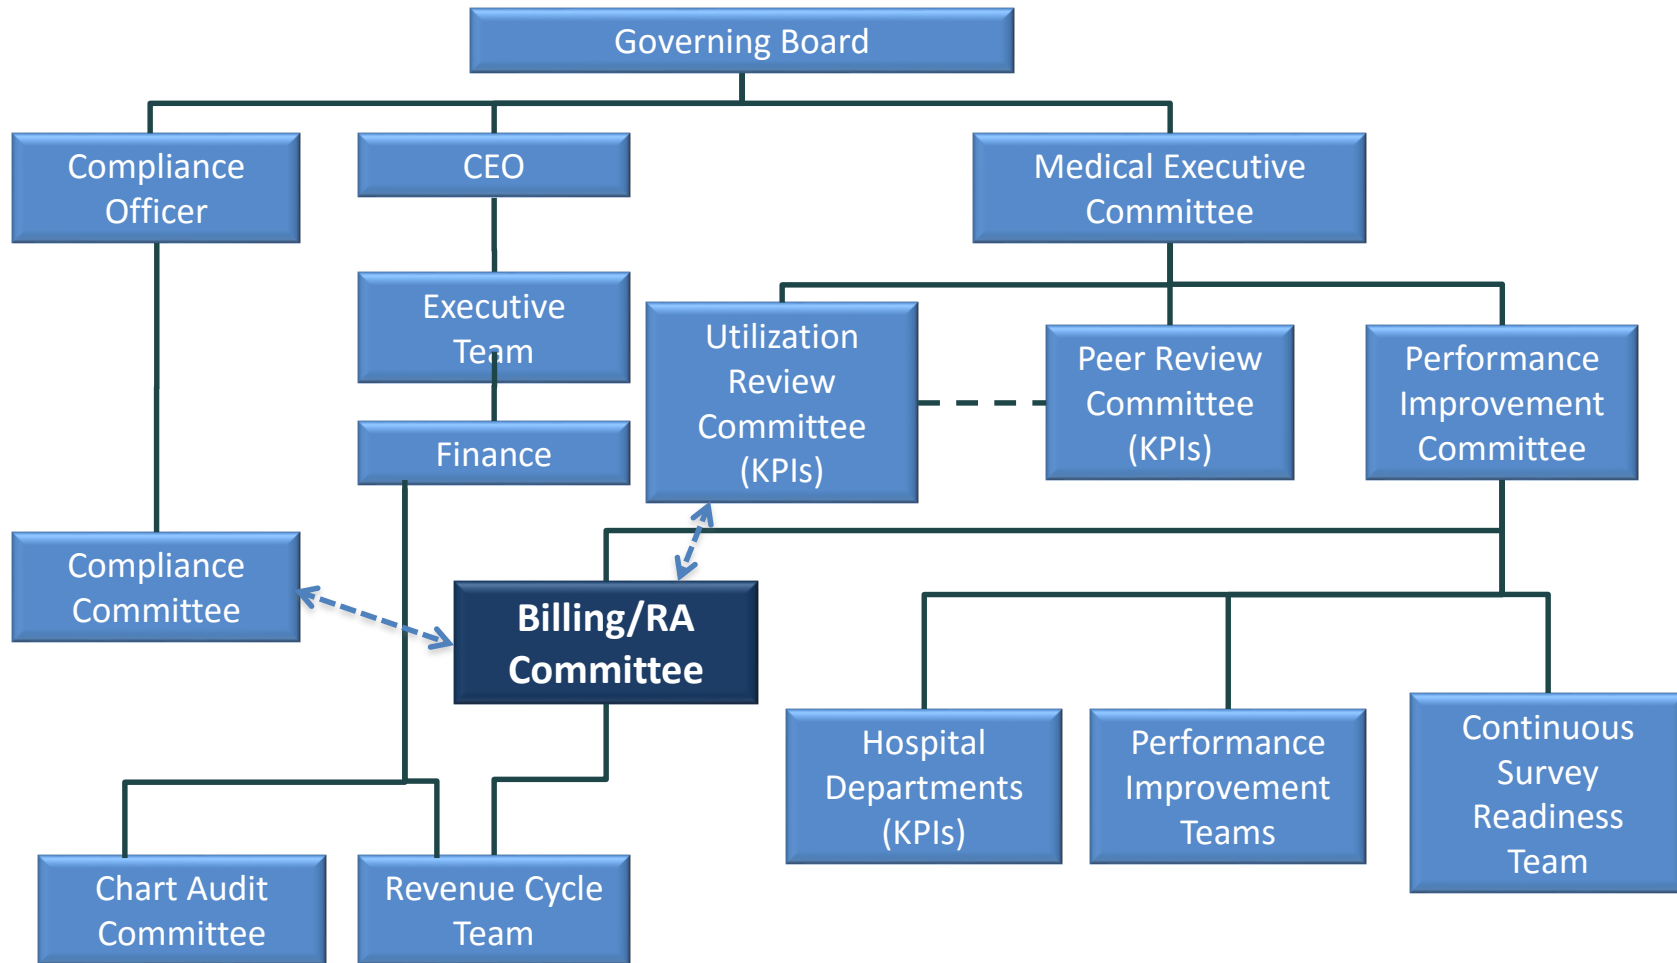 Governing Board
Compliance
Officer
CEO
Medical Executive
Committee
Executive
Team
Utilization
Review
Committee
(KPIs)
Peer Review
Committee
(KPIs)
Performance
Improvement
Committee
Finance
Compliance
Committee
Billing/RA
Committee
Hospital
Departments
(KPIs)
Performance
Improvement
Teams
Continuous
Survey
Readiness
Team
Chart Audit
Committee
Revenue Cycle
Team